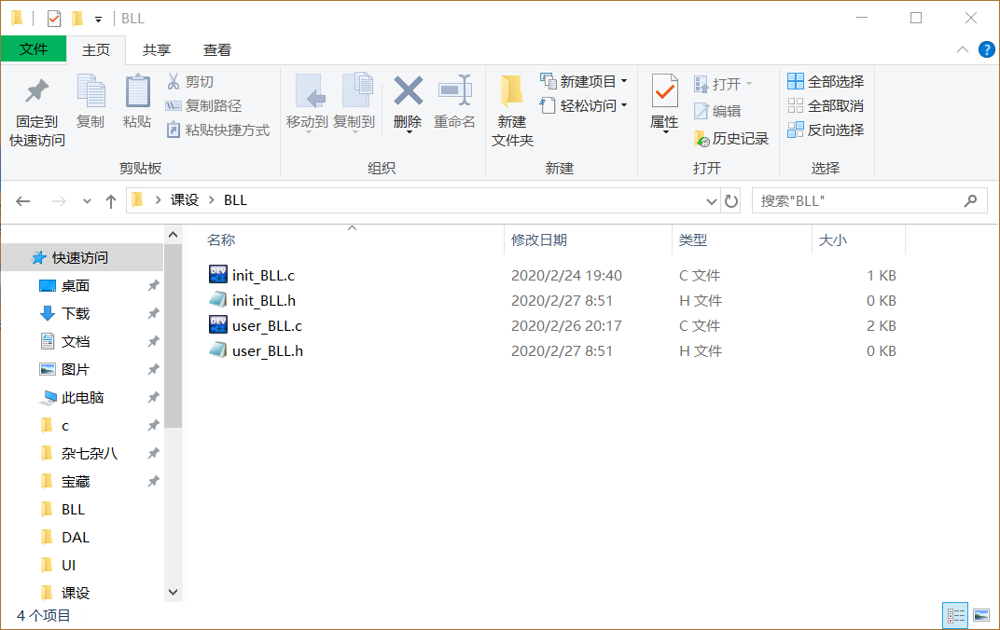 BLL
文件 主页 共享 查看
固定到 快速访问
复制
粘贴
剪切
复制路径
粘贴快捷方式
剪贴板
移动到 复制到 删除 重命名
组织
新建 文件夹
新建项目
轻松访问
新建
属性
打开
编辑
历史记录
打开
全部选择
全部取消
反向选择
选择
课设 BLL
搜索"BLL"
名称 修改日期 类型 大小
init_BLL.c 2020/2/24 19:40 C 文件 1 KB
init_BLL.h 2020/2/27 8:51 H 文件 0 KB
user_BLL.c 2020/2/26 20:17 C 文件 2 KB
user_BLL.h 2020/2/27 8:51 H 文件 0 KB
快速访问
桌面
下载
文档
图片
此电脑
c
杂七杂八
宝藏
BLL
DAL
UI
课设
4 个项目